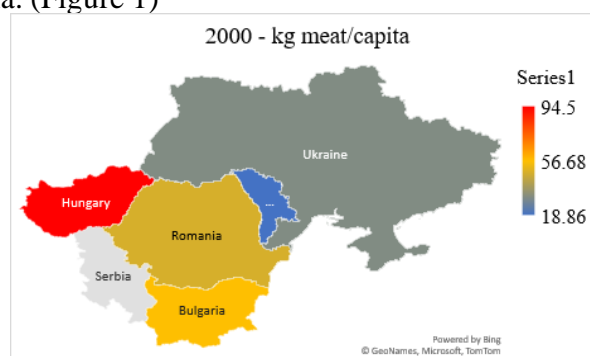 a. (Figure 1)
2000 - kg meat/capita
Series1
94.5
56.68
18.86
Ukraine
Hungary
...
Romania
Serbia
Bulgaria
Powered by Bing
© GeoNames, Microsoft, TomTom